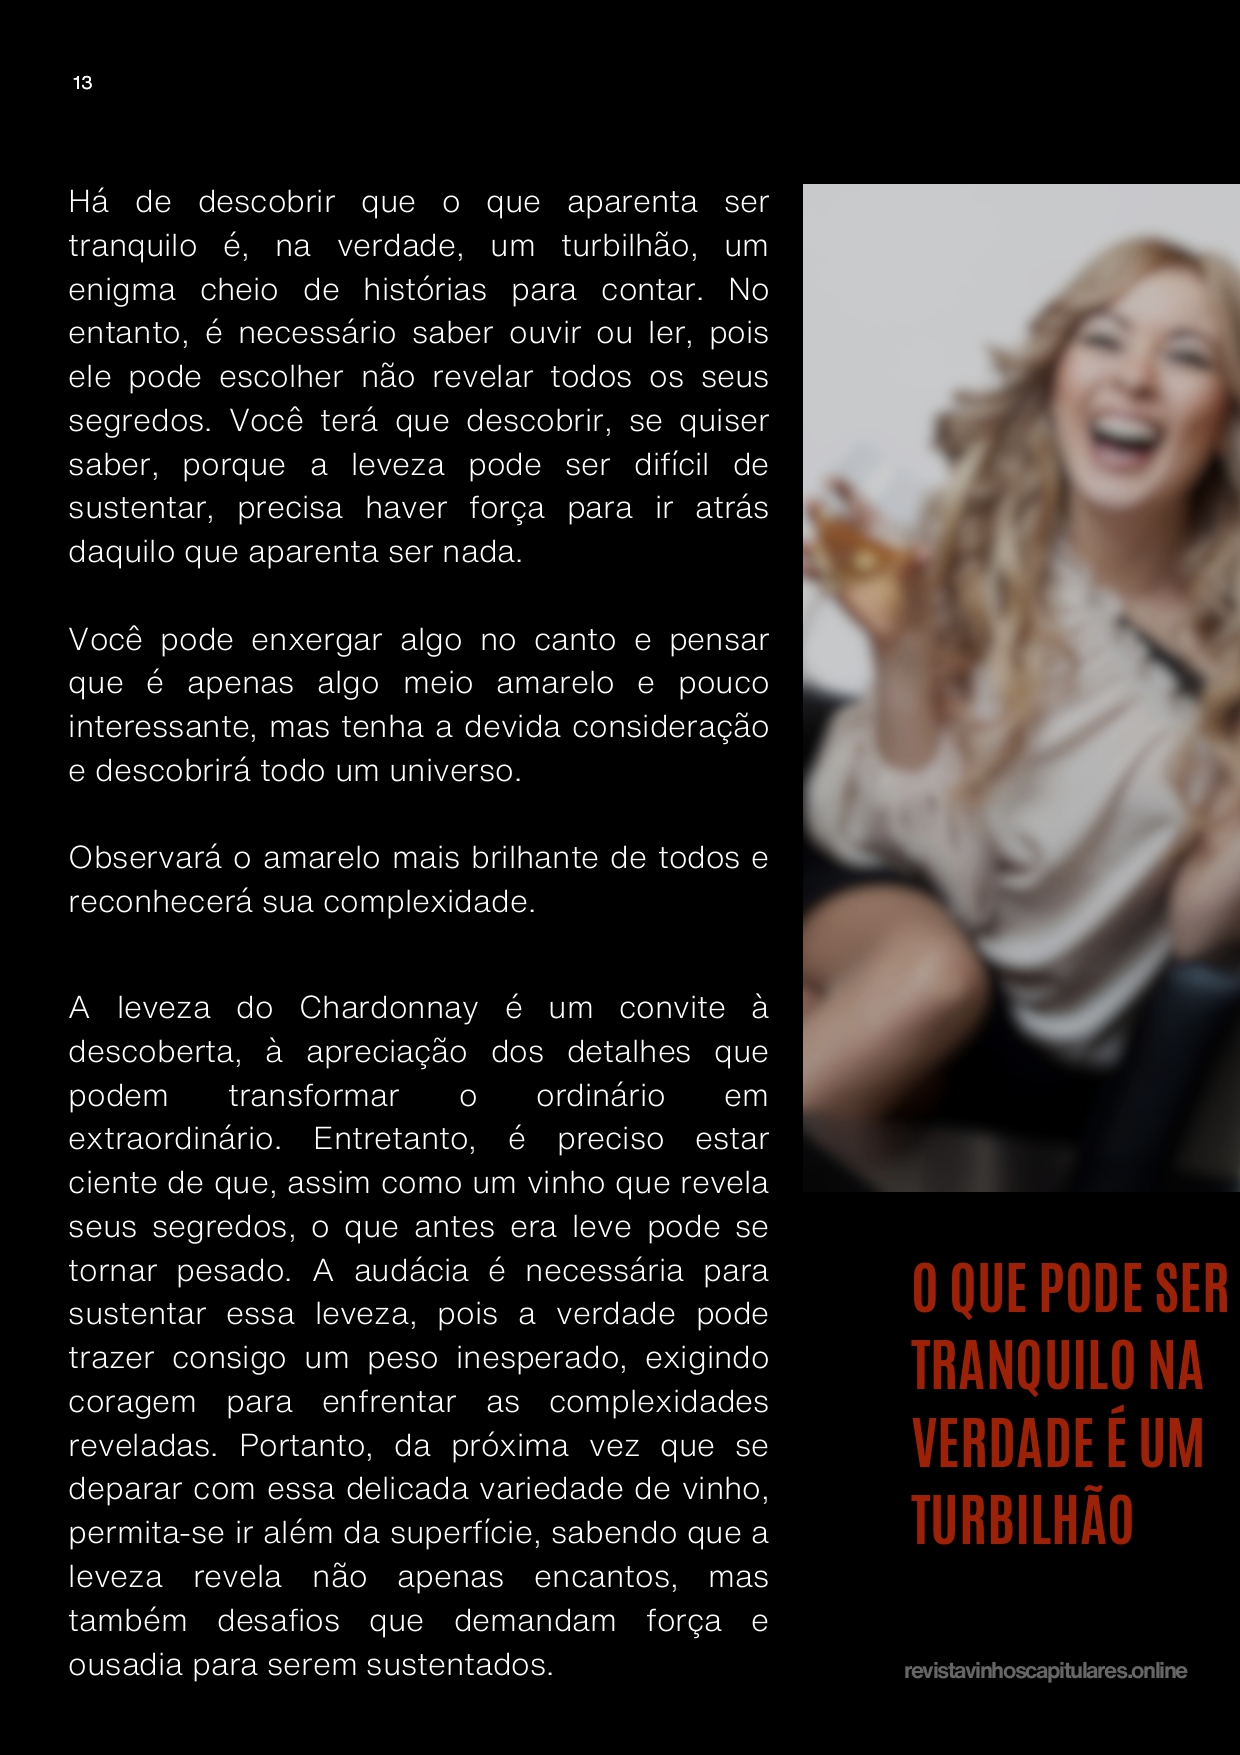 13
Há de descobrir que o que aparenta ser
tranquilo é, na verdade, um turbilhão, um
enigma cheio de histórias para contar. No
entanto, é necessário saber ouvir ou ler, pois
ele pode escolher não revelar todos os seus
segredos. Você terá que descobrir, se quiser
saber, porque a leveza pode ser difícil de
sustentar, precisa haver força para ir atrás
daquilo que aparenta ser nada.
Você pode enxergar algo no canto e pensar
que é apenas algo meio amarelo e pouco
interessante, mas tenha a devida consideração
e descobrirá todo um universo.
Observará o amarelo mais brilhante de todos e
reconhecerá sua complexidade.
A leveza do Chardonnay é um convite à
descoberta, à apreciação dos detalhes que
podem transformar o ordinário em
extraordinário. Entretanto, é preciso estar
ciente de que, assim como um vinho que revela
seus segredos, o que antes era leve pode se
tornar pesado. A audácia é necessária para
sustentar essa leveza, pois a verdade pode
trazer consigo um peso inesperado, exigindo
coragem para enfrentar as complexidades
reveladas. Portanto, da próxima vez que se
deparar com essa delicada variedade de vinho,
permita-se ir além da superfície, sabendo que a
leveza revela não apenas encantos, mas
também desafios que demandam força e
ousadia para serem sustentados.
O QUE PODE SER
TRANQUILO NA
VERDADE É UM
TURBILHÃO
revistavinhoscapitulares.online